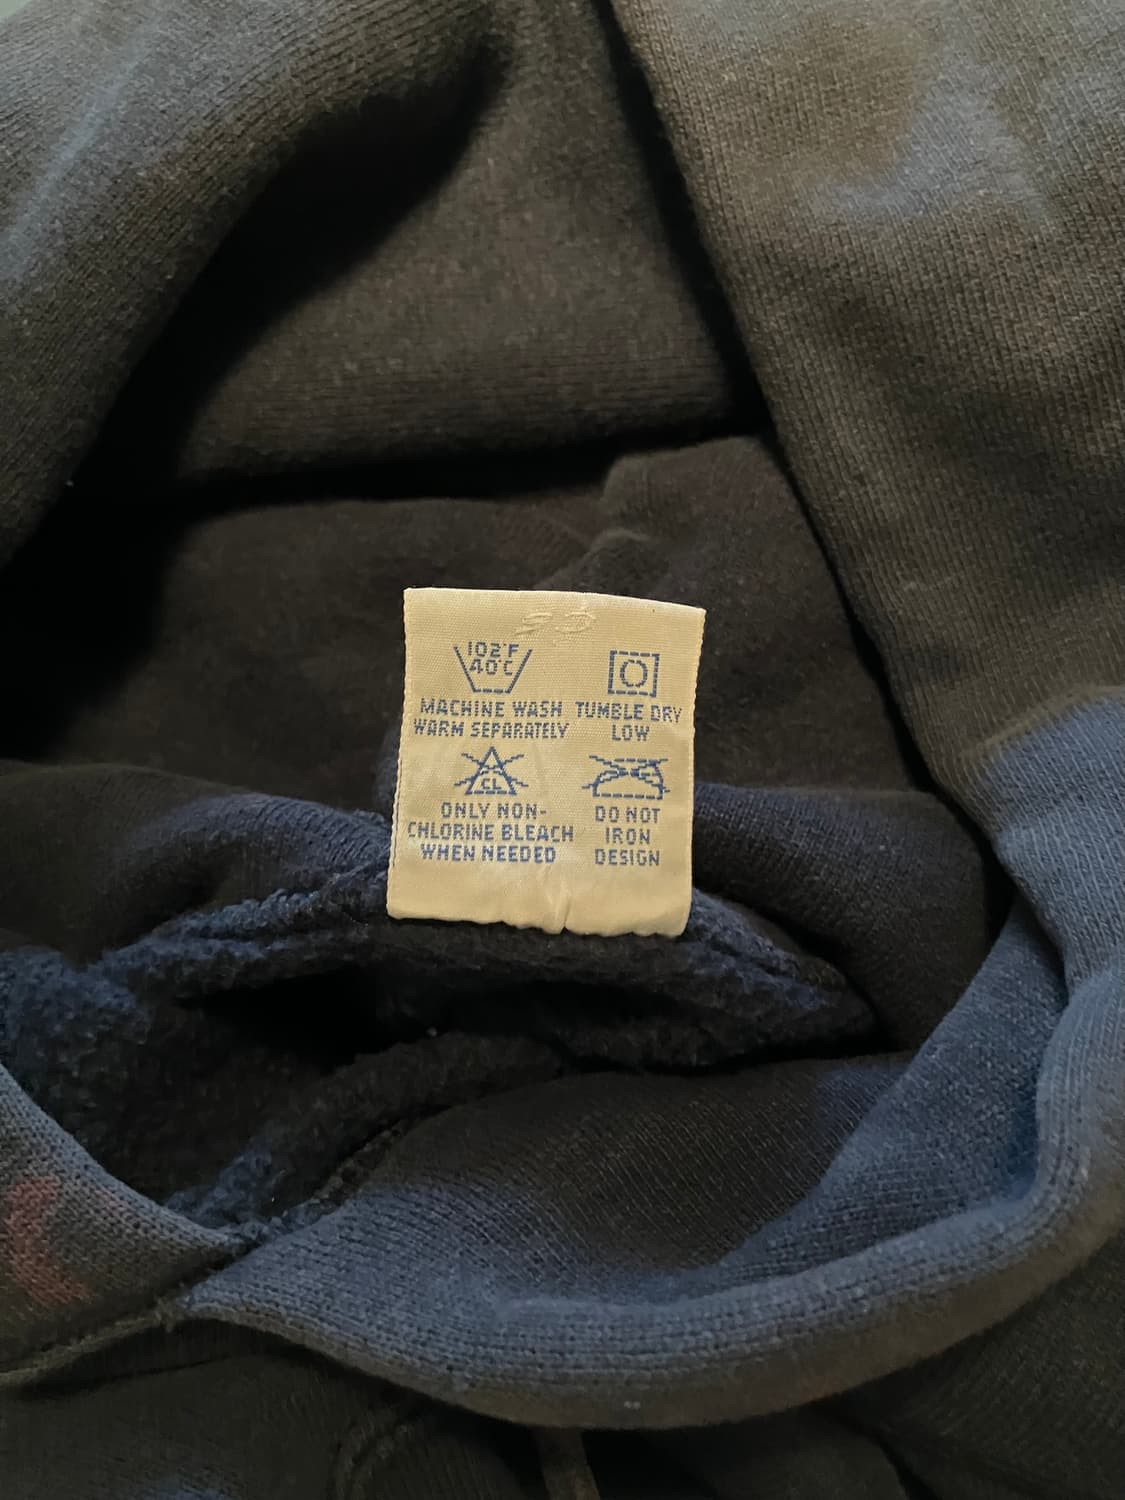 102°F
40°C
MACHINE WASH
WARM SEPARATELY
TUMBLE DRY
LOW
CL
ONLY NON-
CHLORINE BLEACH
WHEN NEEDED
DO NOT
IRON
DESIGN